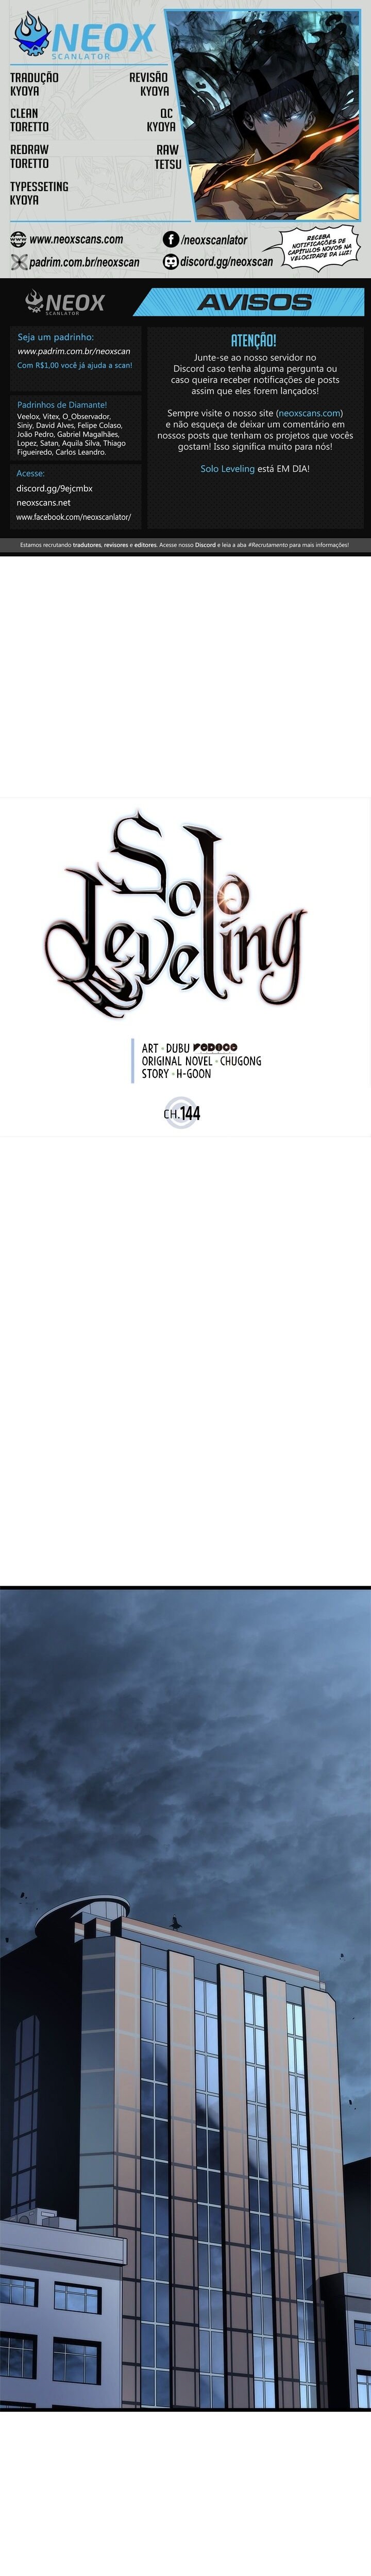 NEOX
SCANLATOR
TRADUÇÃO
KYOYA
REVISÃO
KYOYA
CLEAN
TORETTO
QC
KYOYA
REDRAW
TORETTO
RAW
TETSU
TYPESSETING
KYOYA
www.neoxscans.com
/neoxscanlator
padrim.com.br/neoxscan
discord.gg/neoxscan
RECEBA
NOTIFICAÇÕES DE
CAPÍTULOS NOVOS NA
VELOCIDADE DA LUZ!
NEOX
SCANLATOR
AVISOS
Seja um padrinho:
www.padrim.com.br/neoxscan
Com R$1,00 você já ajuda a scan!
Padrinhos de Diamante!
Veelox, Vitex, O_Observador,
Siniy, David Alves, Felipe Colaso,
João Pedro, Gabriel Magalhães,
Lopez, Satan, Aquila Silva, Thiago
Figueiredo, Carlos Leandro.
Acesse:
discord.gg/9ejcmbx
neoxscans.net
www.facebook.com/neoxscanlator/
ATENÇÃO!
Junte-se ao nosso servidor no
Discord caso tenha alguma pergunta ou
caso queira receber notificações de posts
assim que eles forem lançados!
Sempre visite o nosso site (neoxscans.com)
e não esqueça de deixar um comentário em
nossos posts que tenham os projetos que vocês
gostam! Isso significa muito para nós!
Solo Leveling está EM DIA!
Estamos recrutando tradutores, revisores e editores. Acesse nosso Discord e leia a aba #Recrutamento para mais informações!
Solo
Leveling
ART DUBU REDICE
ORIGINAL NOVEL CHUGONG
STORY H-GOON
CH.144